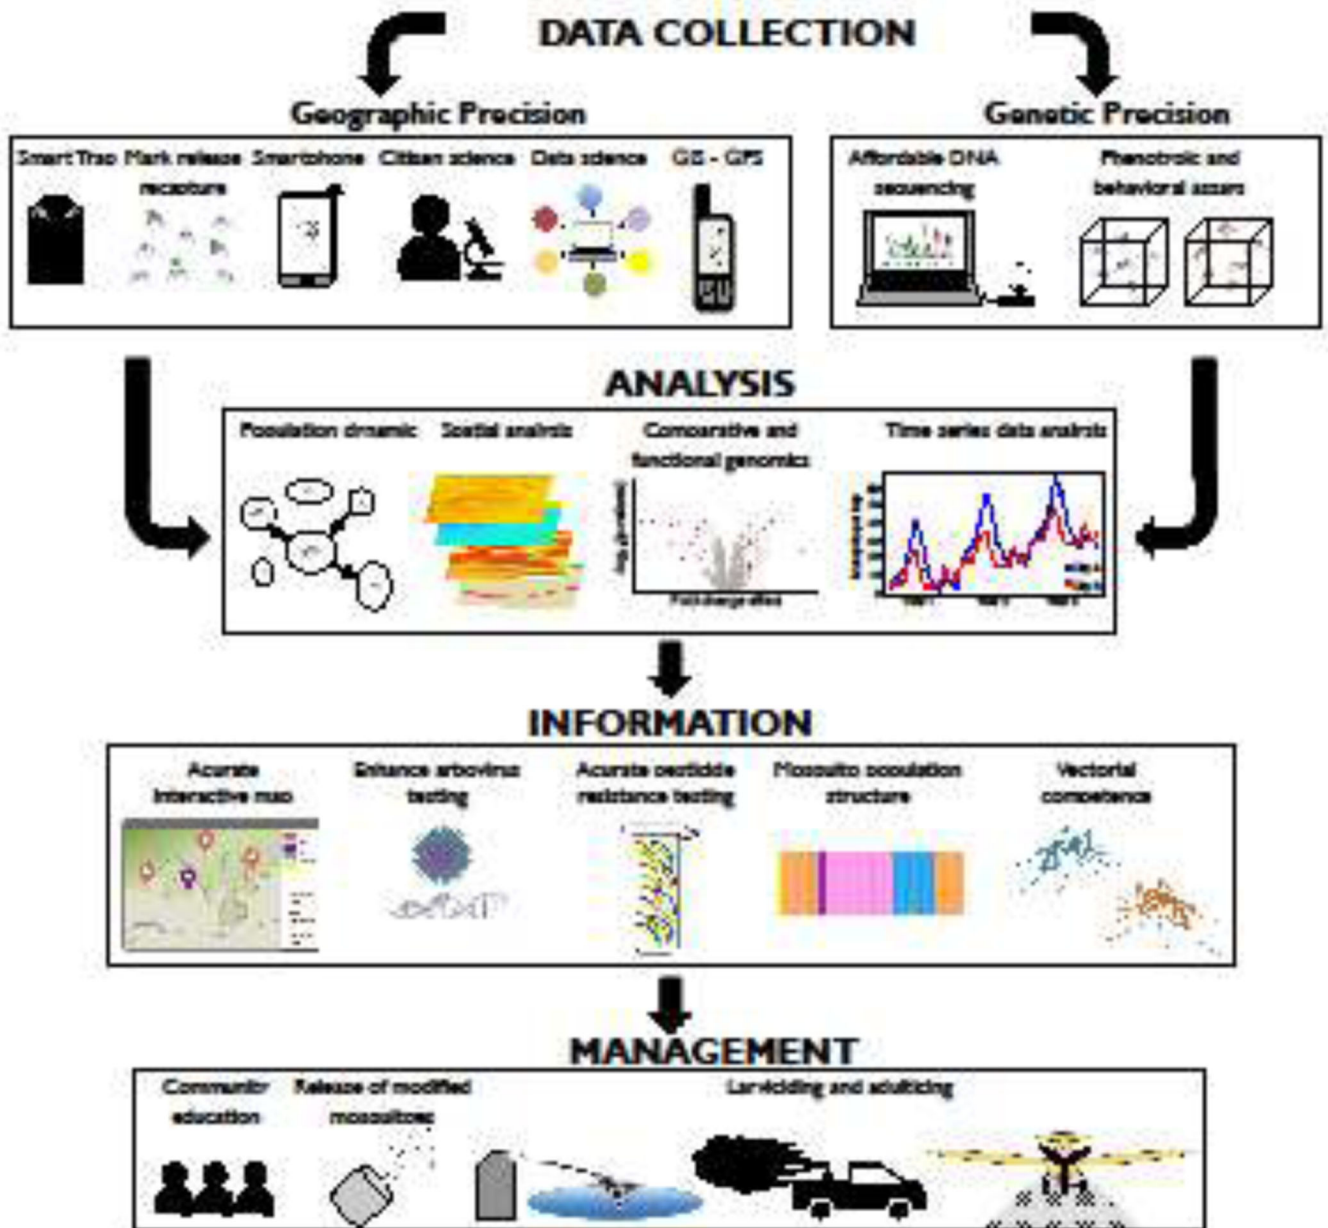 DATA COLLECTION
Geographic Precision
Genetic Precision
Smart Trap
Mark release
recapture
Smartphone
Citizen science
Data science
GIS - GPS
Affordable DNA
sequencing
Phenotypic and
behavioral assays
ANALYSIS
Population dynamic
Spatial analysis
Comparative and
functional genomics
Time series data analysis
INFORMATION
Acurate
interactive map
Enhance arbovirus
testing
Acurate pesticide
resistance testing
Mosquito population
structure
Vectorial
competence
MANAGEMENT
Community
education
Release of modified
mosquitoes
Larviciding and adulticing